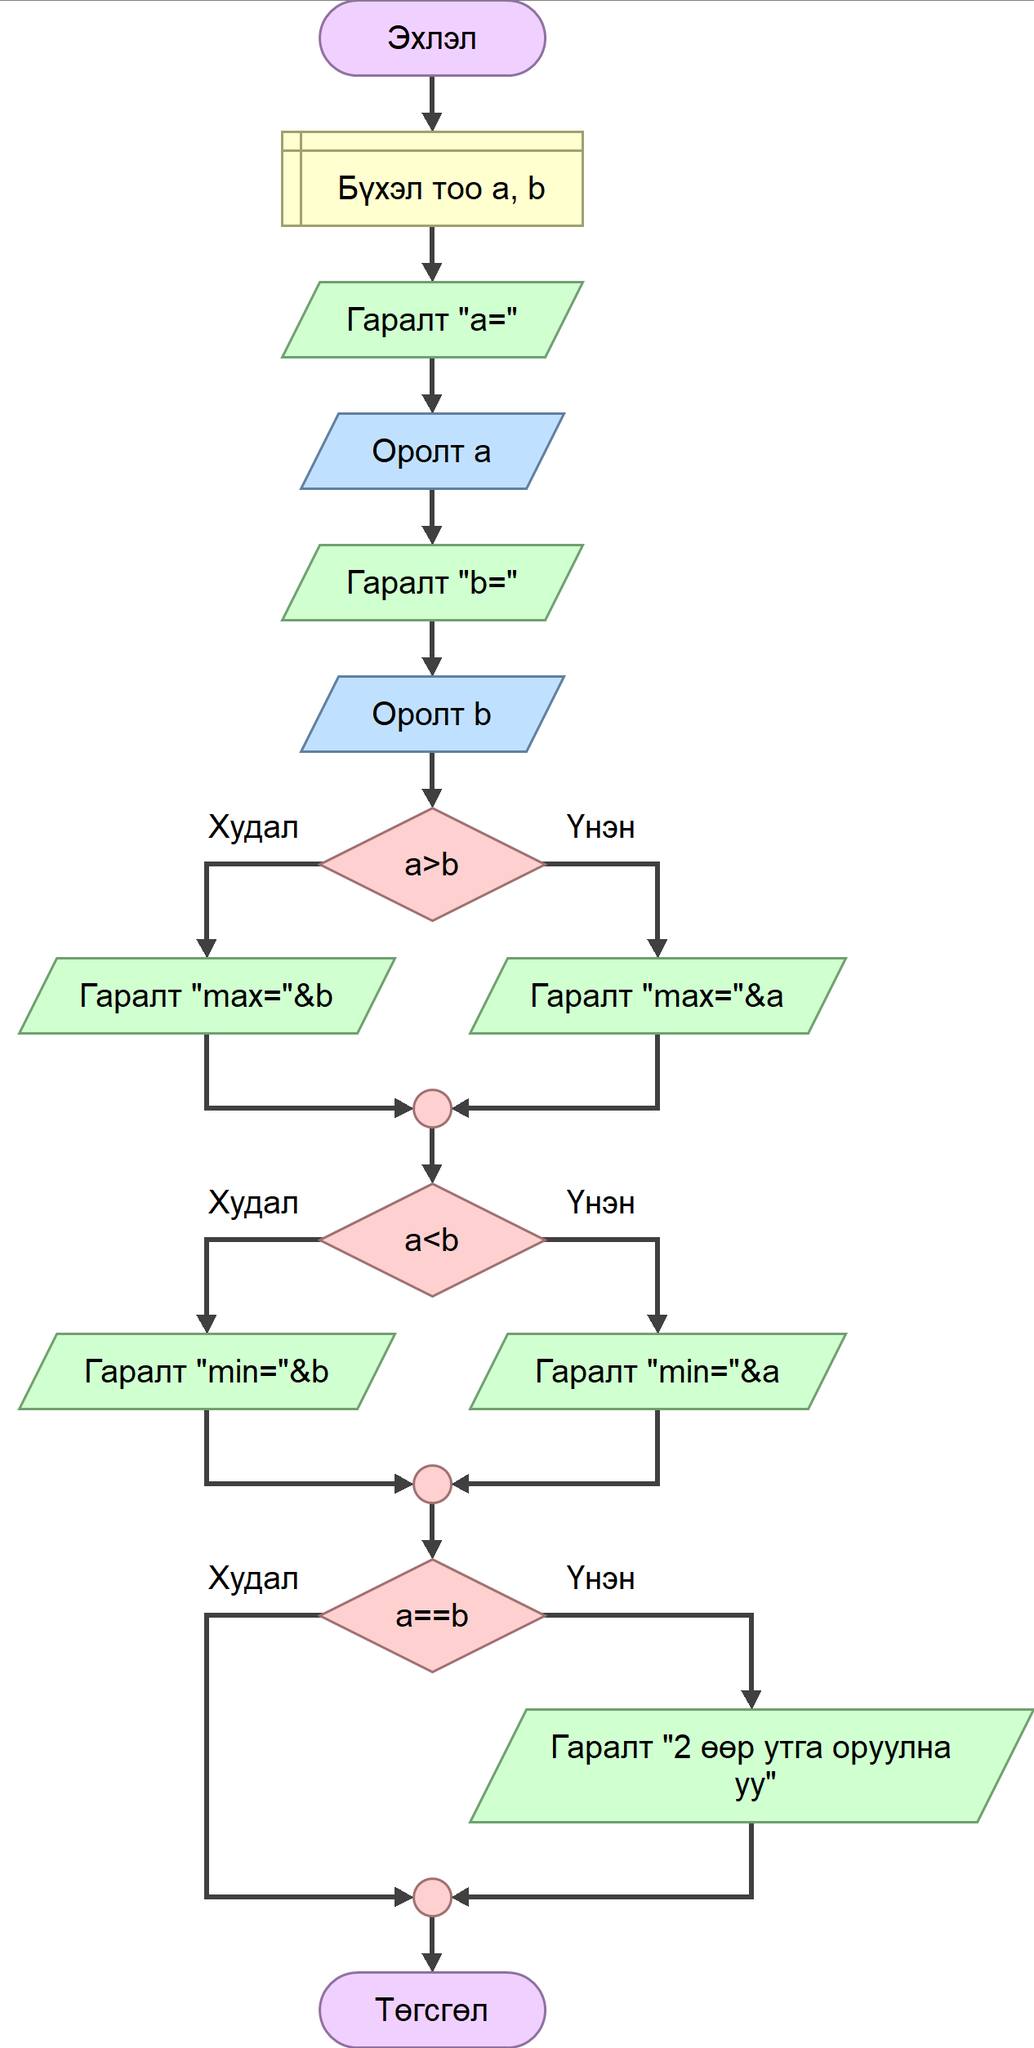 Эхлэл
Бүхэл тоо a, b
Гаралт "a="
Оролт a
Гаралт "b="
Оролт b
Худал
Үнэн
a>b
Гаралт "max="&b
Гаралт "max="&a
Худал
Үнэн
a<b
Гаралт "min="&b
Гаралт "min="&a
Худал
Үнэн
a==b
Гаралт "2 өөр утга оруулна
уу"
Төгсгөл